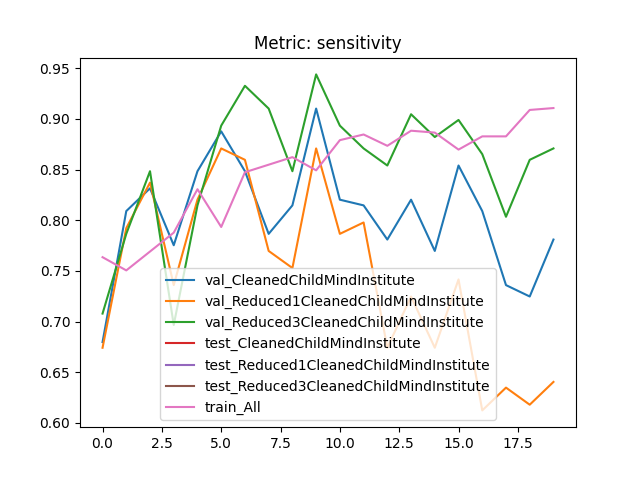 Metric: sensitivity
0.95
0.90
0.85
0.80
0.75
0.70
0.65
0.60
val_CleanedChildMindInstitute
val_Reduced1CleanedChildMindInstitute
val_Reduced3CleanedChildMindInstitute
test_CleanedChildMindInstitute
test_Reduced1CleanedChildMindInstitute
test_Reduced3CleanedChildMindInstitute
train_All
0.0 2.5 5.0 7.5 10.0 12.5 15.0 17.5